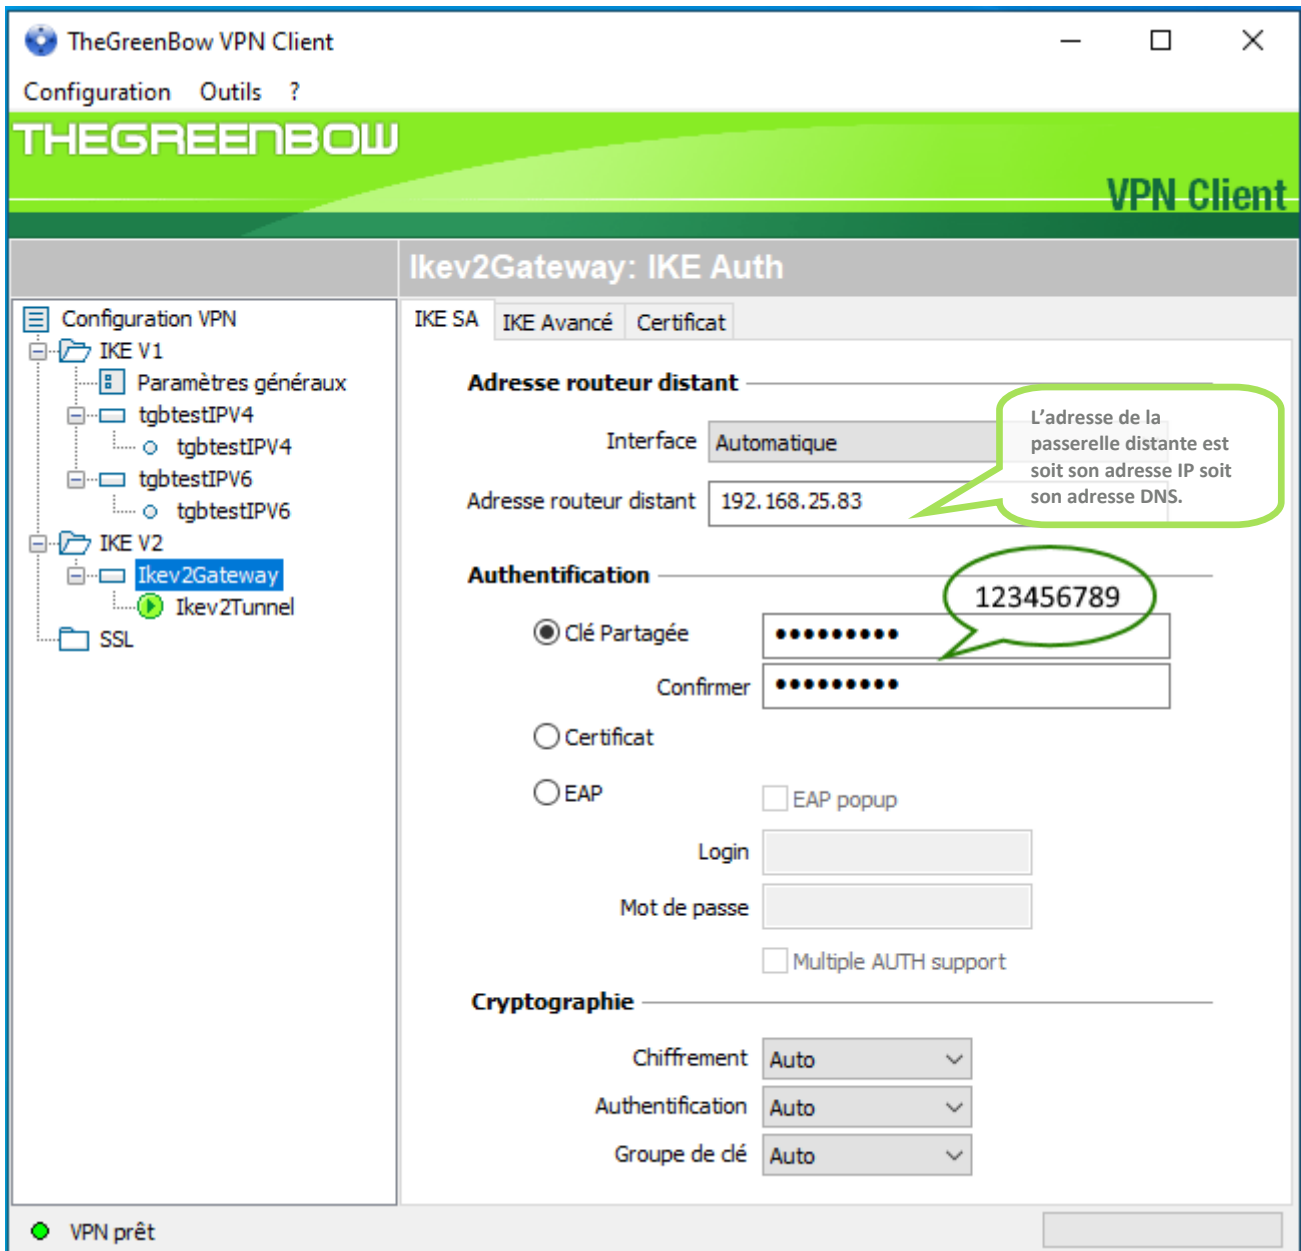 TheGreenBow VPN Client
Configuration Outils ?
THEGREENBOW
VPN Client
Ikev2Gateway: IKE Auth
Configuration VPN
IKE V1
Paramètres généraux
tgbtestIPV4
tgbtestIPV4
tgbtestIPV6
tgbtestIPV6
IKE V2
Ikev2Gateway
Ikev2Tunnel
SSL
IKE SA IKE Avancé Certificat
Adresse routeur distant
Interface Automatique
L’adresse de la
passerelle distante est
soit son adresse IP soit
son adresse DNS.
Adresse routeur distant 192.168.25.83
Authentification
123456789
Clé Partagée •••••••••
Confirmer •••••••••
Certificat
EAP EAP popup
Login
Mot de passe
Multiple AUTH support
Cryptographie
Chiffrement Auto
Authentification Auto
Groupe de clé Auto
VPN prêt